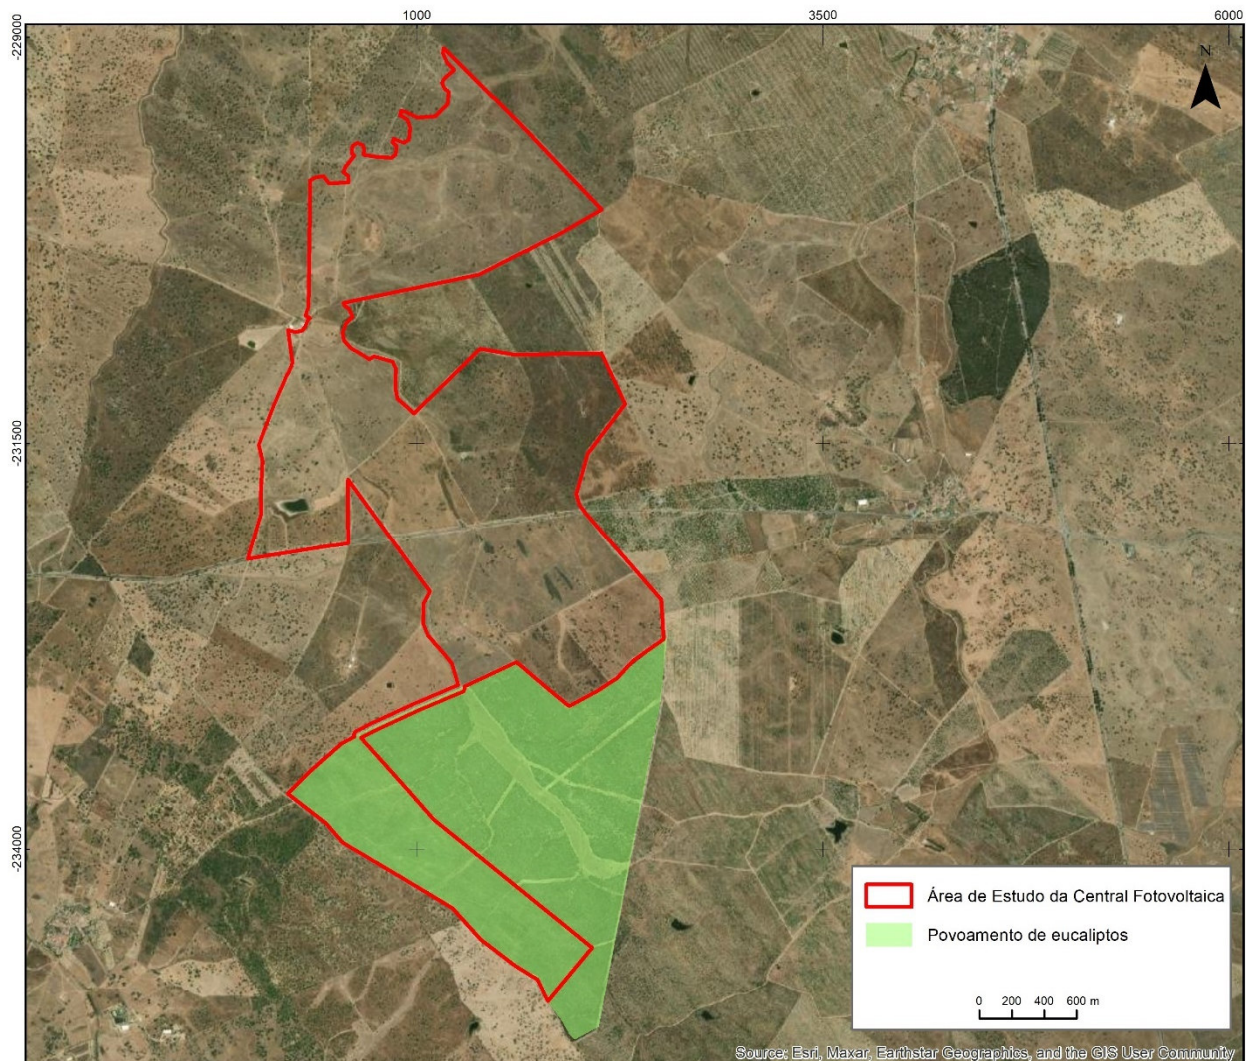 1000 3500 6000
-229000
N
-231500
-234000
Área de Estudo da Central Fotovoltaica
Povoamento de eucaliptos
0 200 400 600 m
Source: Esri, Maxar, Earthstar Geographics, and the GIS User Community